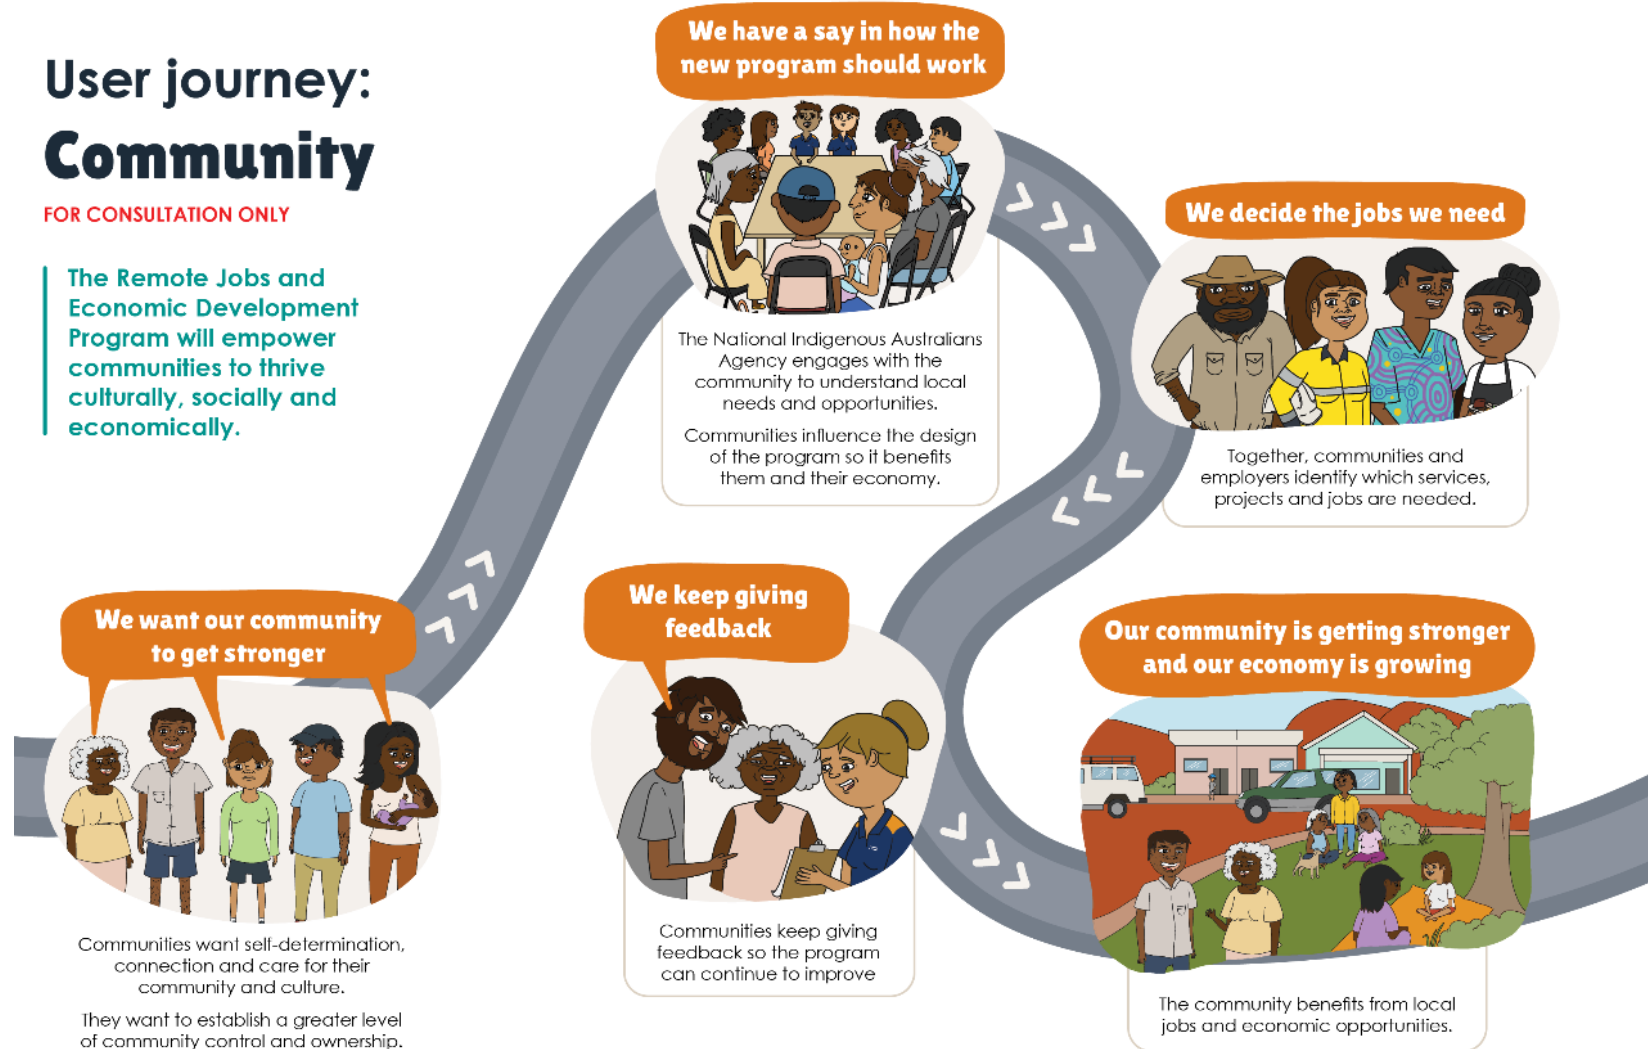 User journey:
Community
FOR CONSULTATION ONLY
The Remote Jobs and
Economic Development
Program will empower
communities to thrive
culturally, socially and
economically.
We want our community
to get stronger
Communities want self-determination,
connection and care for their
community and culture.
They want to establish a greater level
of community control and ownership.
We have a say in how the
new program should work
The National Indigenous Australians
Agency engages with the
community to understand local
needs and opportunities.
Communities influence the design
of the program so it benefits
them and their economy.
We decide the jobs we need
Together, communities and
employers identify which services,
projects and jobs are needed.
We keep giving
feedback
Communities keep giving
feedback so the program
can continue to improve
Our community is getting stronger
and our economy is growing
The community benefits from local
jobs and economic opportunities.